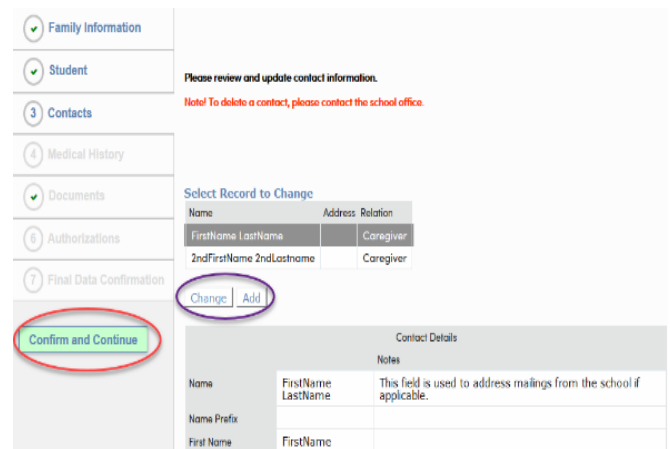 Family Information
Student
3 Contacts
4 Medical History
Documents
6 Authorizations
7 Final Data Confirmation
Confirm and Continue
Please review and update contact information.
Note! To delete a contact, please contact the school office.
Select Record to Change
Name Address Relation
FirstName LastName Caregiver
2ndFirstName 2ndLastname Caregiver
Change Add
Contact Details
Notes
Name FirstName LastName This field is used to address mailings from the school if applicable.
Name Prefix
First Name FirstName